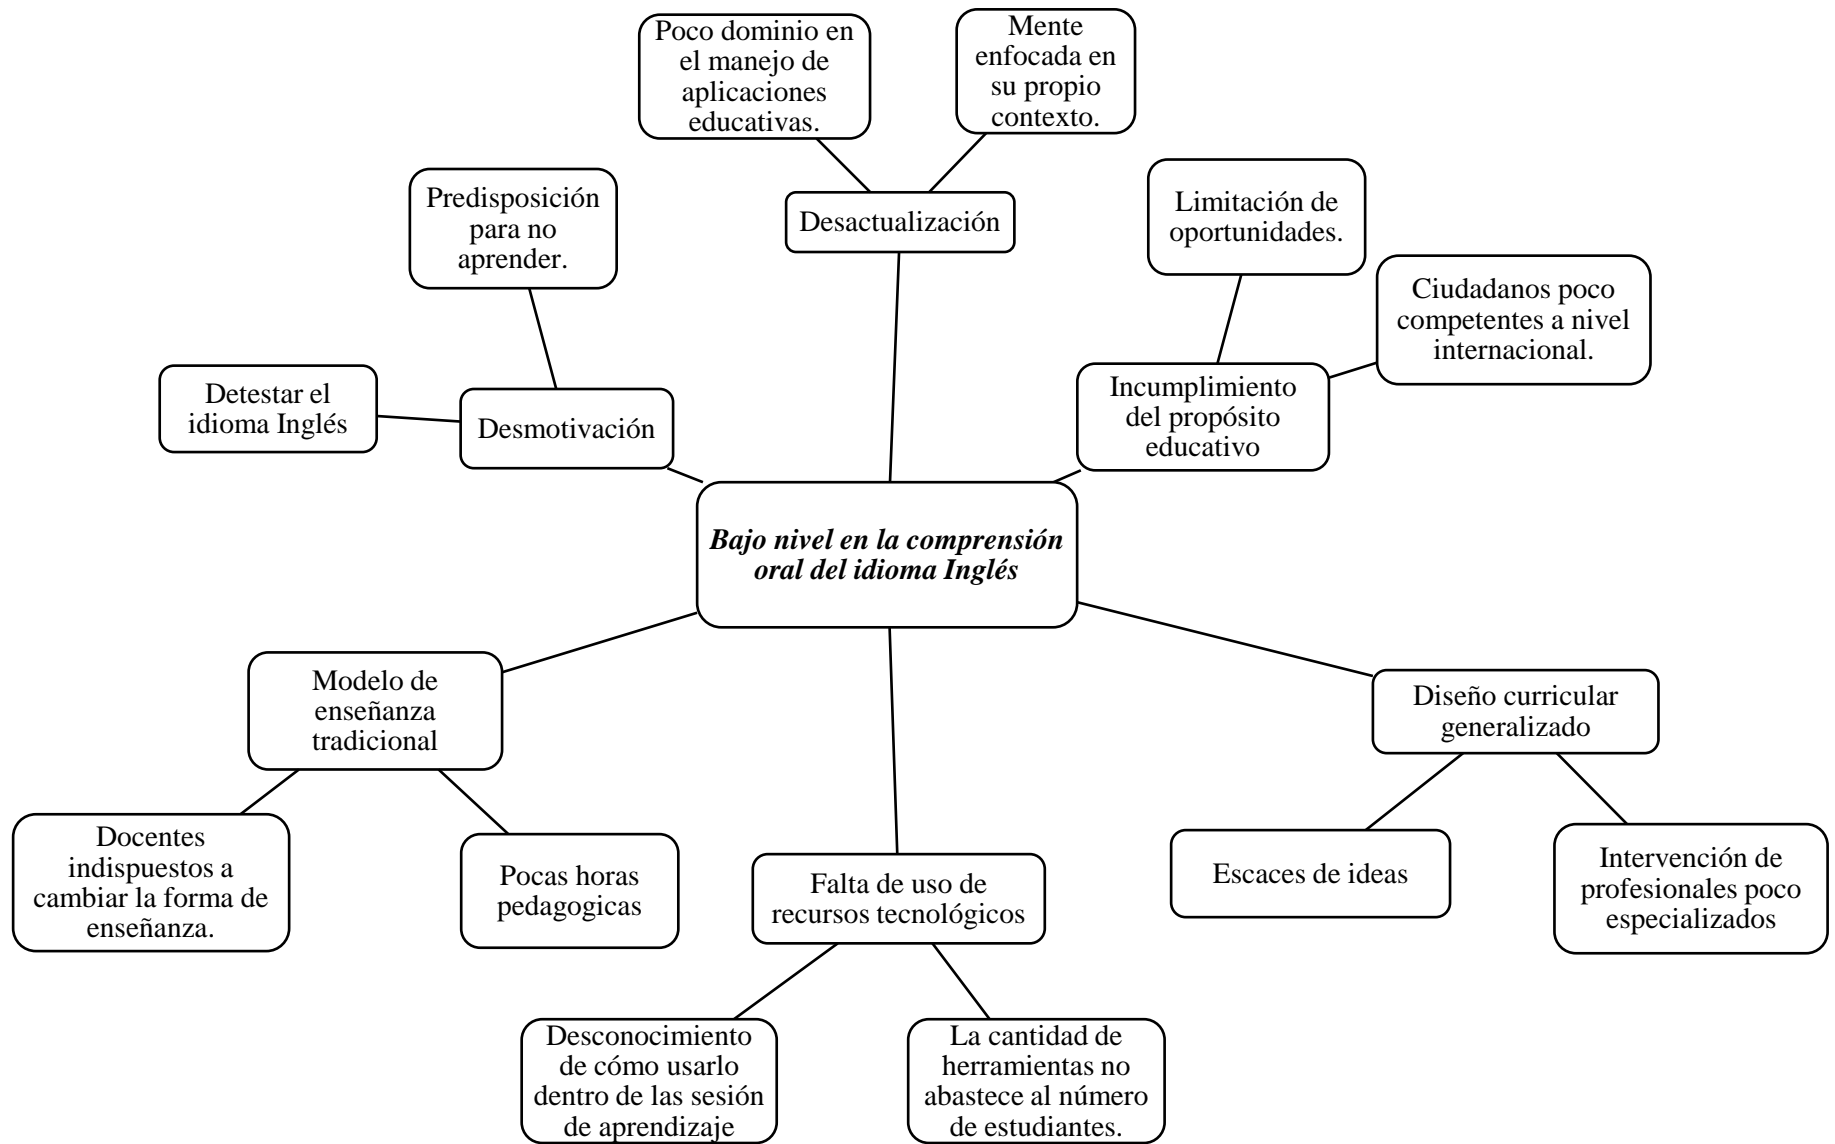 Poco dominio en
el manejo de
aplicaciones
educativas.
Mente
enfocada en
su propio
contexto.
Predisposición
para no
aprender.
Desactualización
Limitación de
oportunidades.
Ciudadanos poco
competentes a nivel
internacional.
Detestar el
idioma Inglés
Desmotivación
Incumplimiento
del propósito
educativo
Bajo nivel en la comprensión
oral del idioma Inglés
Modelo de
enseñanza
tradicional
Diseño curricular
generalizado
Docentes
indispuestos a
cambiar la forma de
enseñanza.
Pocas horas
pedagogicas
Falta de uso de
recursos tecnológicos
Escaces de ideas
Intervención de
profesionales poco
especializados
Desconocimiento
de cómo usarlo
dentro de las sesión
de aprendizaje
La cantidad de
herramientas no
abastece al número
de estudiantes.